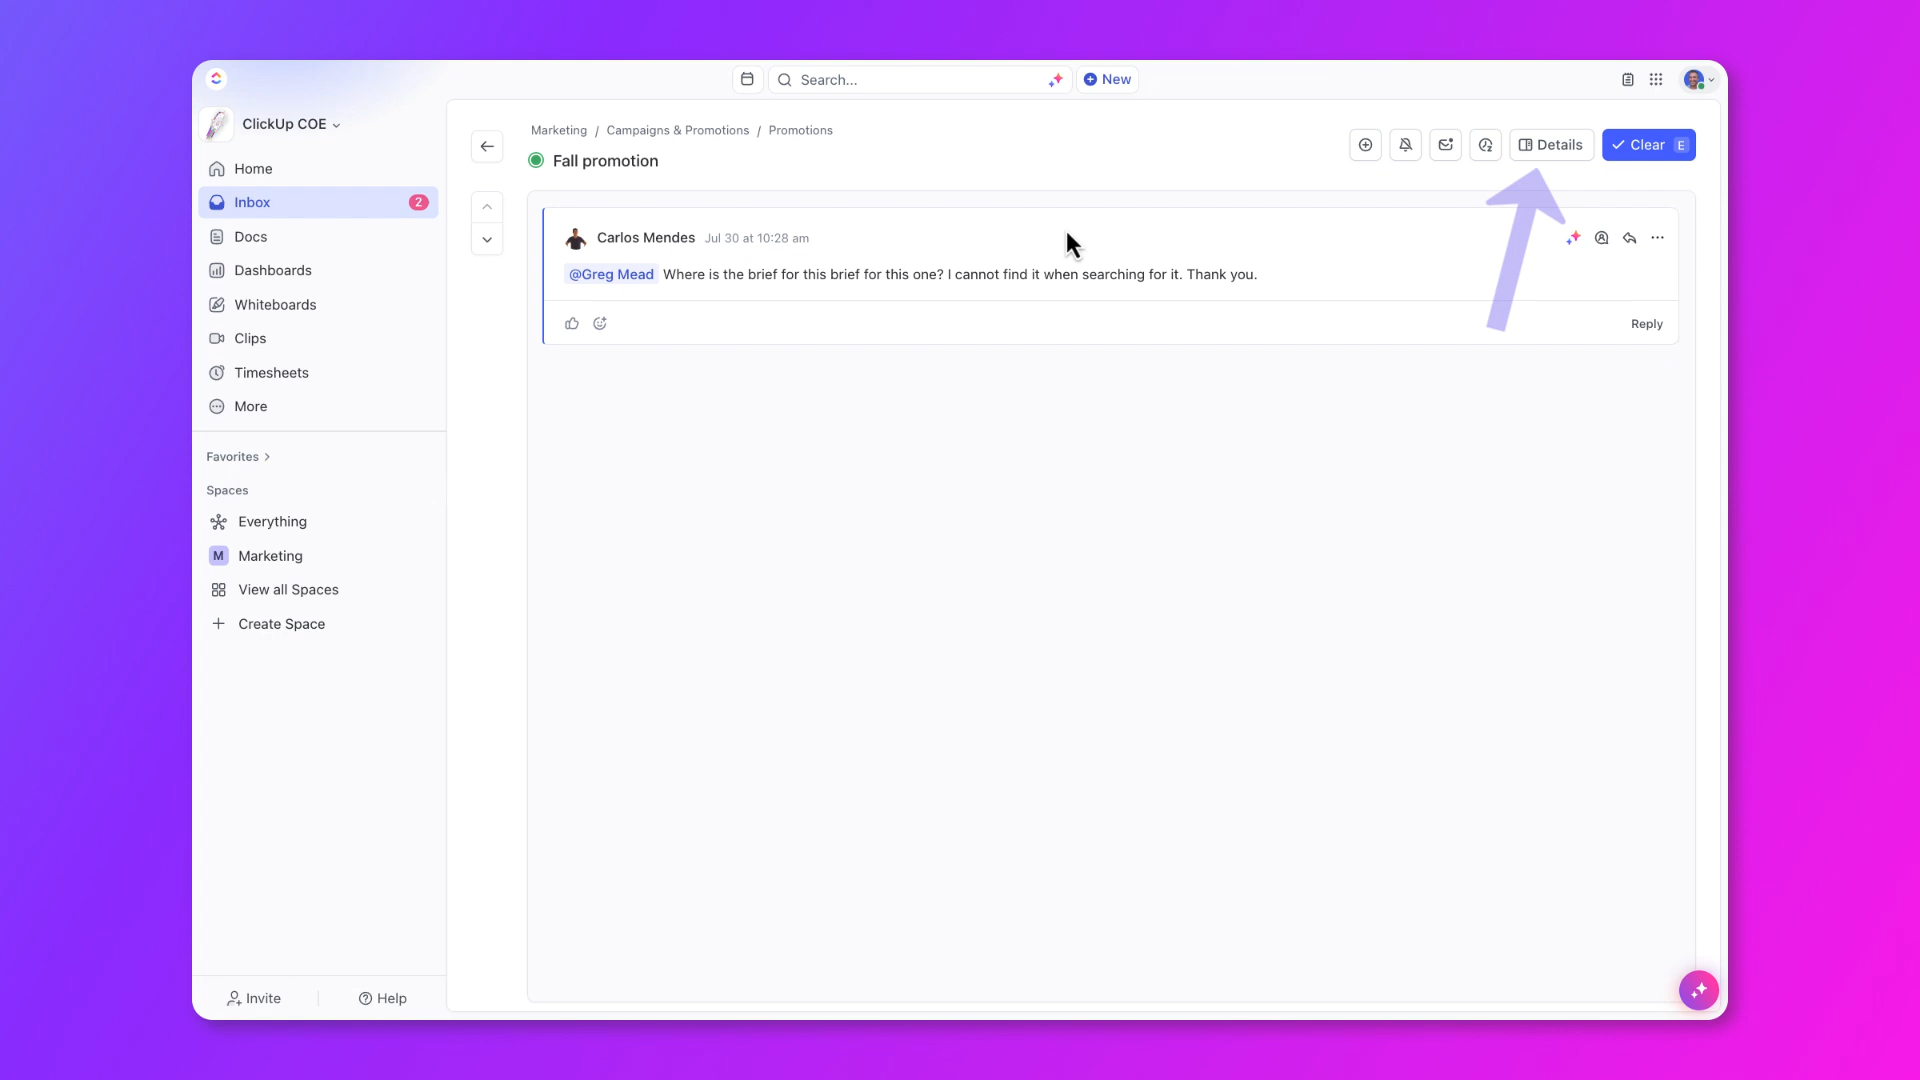 Search...
New
ClickUp COE
Home
Inbox 2
Docs
Dashboards
Whiteboards
Clips
Timesheets
More
Favorites
Spaces
Everything
M Marketing
View all Spaces
Create Space
Invite
Help
Marketing / Campaigns & Promotions / Promotions
Fall promotion
Details
Clear E
Carlos Mendes Jul 30 at 10:28 am
@Greg Mead Where is the brief for this brief for this one? I cannot find it when searching for it. Thank you.
Reply